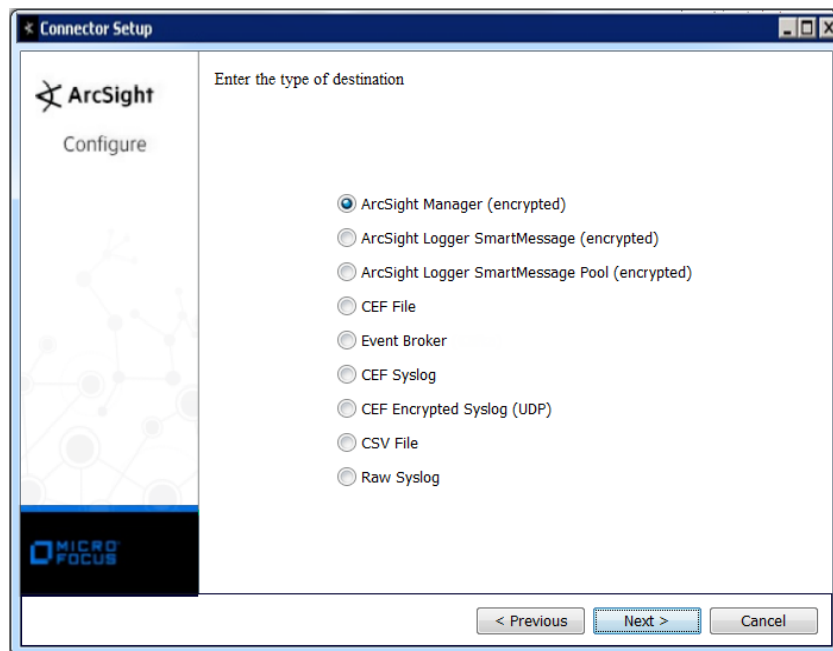 Connector Setup
ArcSight
Configure
Enter the type of destination
ArcSight Manager (encrypted)
ArcSight Logger SmartMessage (encrypted)
ArcSight Logger SmartMessage Pool (encrypted)
CEF File
Event Broker
CEF Syslog
CEF Encrypted Syslog (UDP)
CSV File
Raw Syslog
MICRO
FOCUS
< Previous
Next >
Cancel